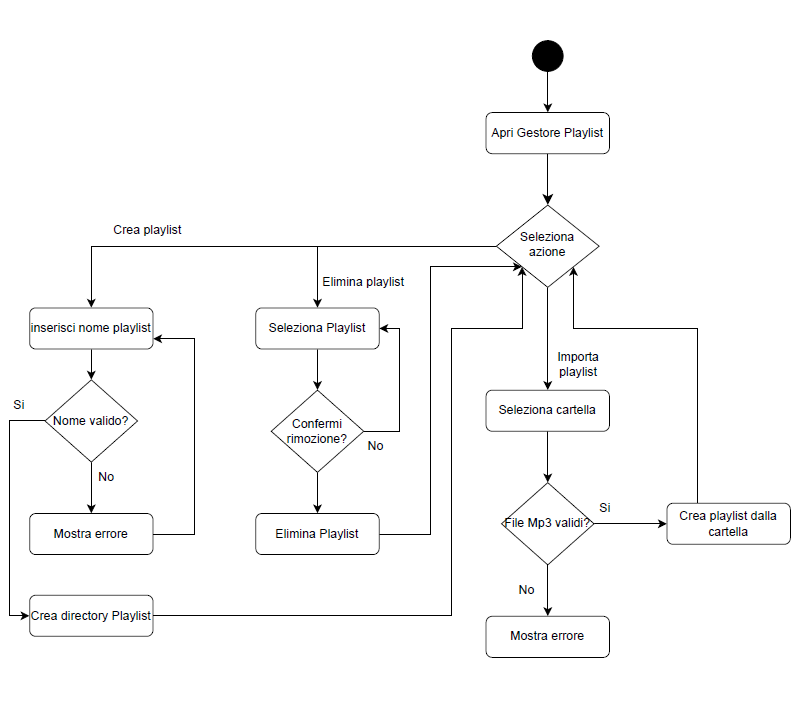 Apri Gestore Playlist
Seleziona
azione
Crea playlist
Elimina playlist
inserisci nome playlist
Seleziona Playlist
Importa
playlist
Si
Nome valido?
Confermi
rimozione?
No
Seleziona cartella
No
Mostra errore
Elimina Playlist
File Mp3 validi?
Si
Crea playlist dalla
cartella
No
Crea directory Playlist
Mostra errore